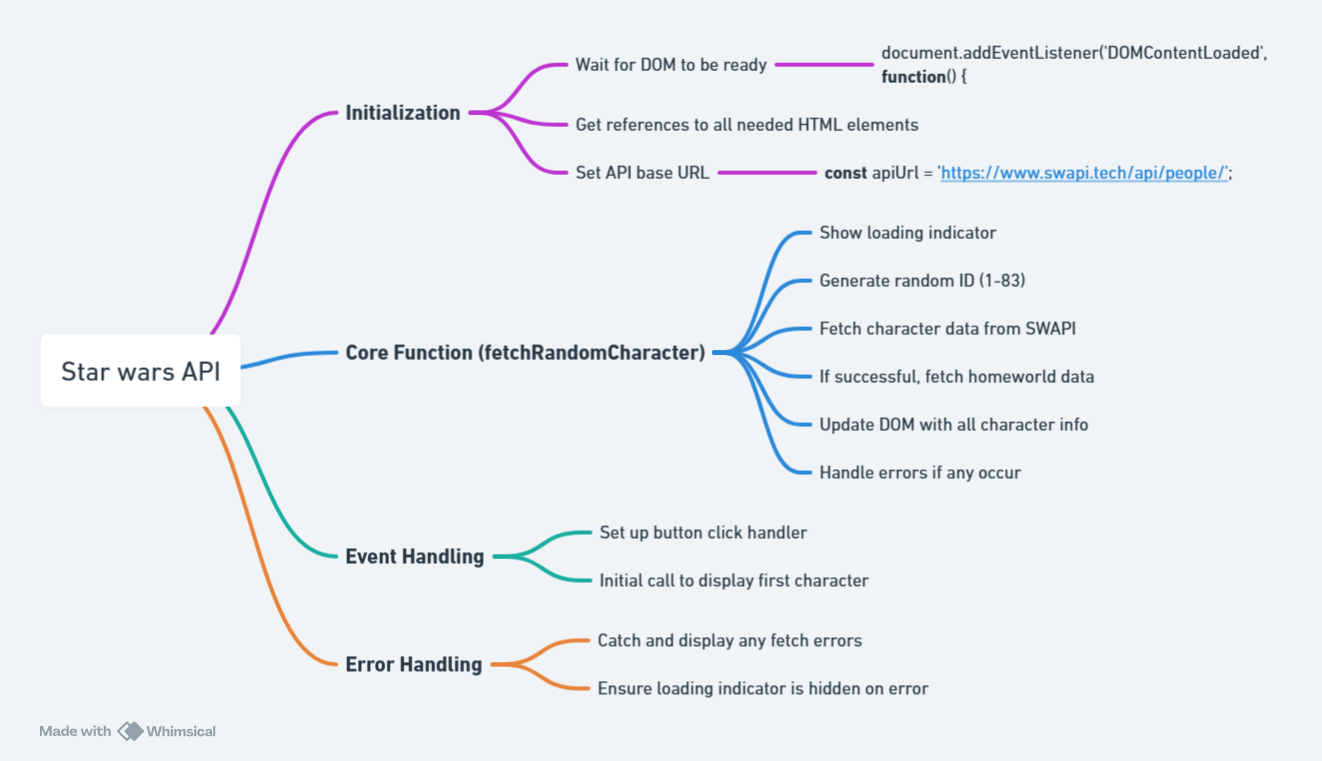 Star wars API
Initialization
Wait for DOM to be ready
document.addEventListener('DOMContentLoaded',
function() {
Get references to all needed HTML elements
Set API base URL
const apiUrl = 'https://www.swapi.tech/api/people/';
Core Function (fetchRandomCharacter)
Show loading indicator
Generate random ID (1-83)
Fetch character data from SWAPI
If successful, fetch homeworld data
Update DOM with all character info
Handle errors if any occur
Event Handling
Set up button click handler
Initial call to display first character
Error Handling
Catch and display any fetch errors
Ensure loading indicator is hidden on error
Made with Whimsical